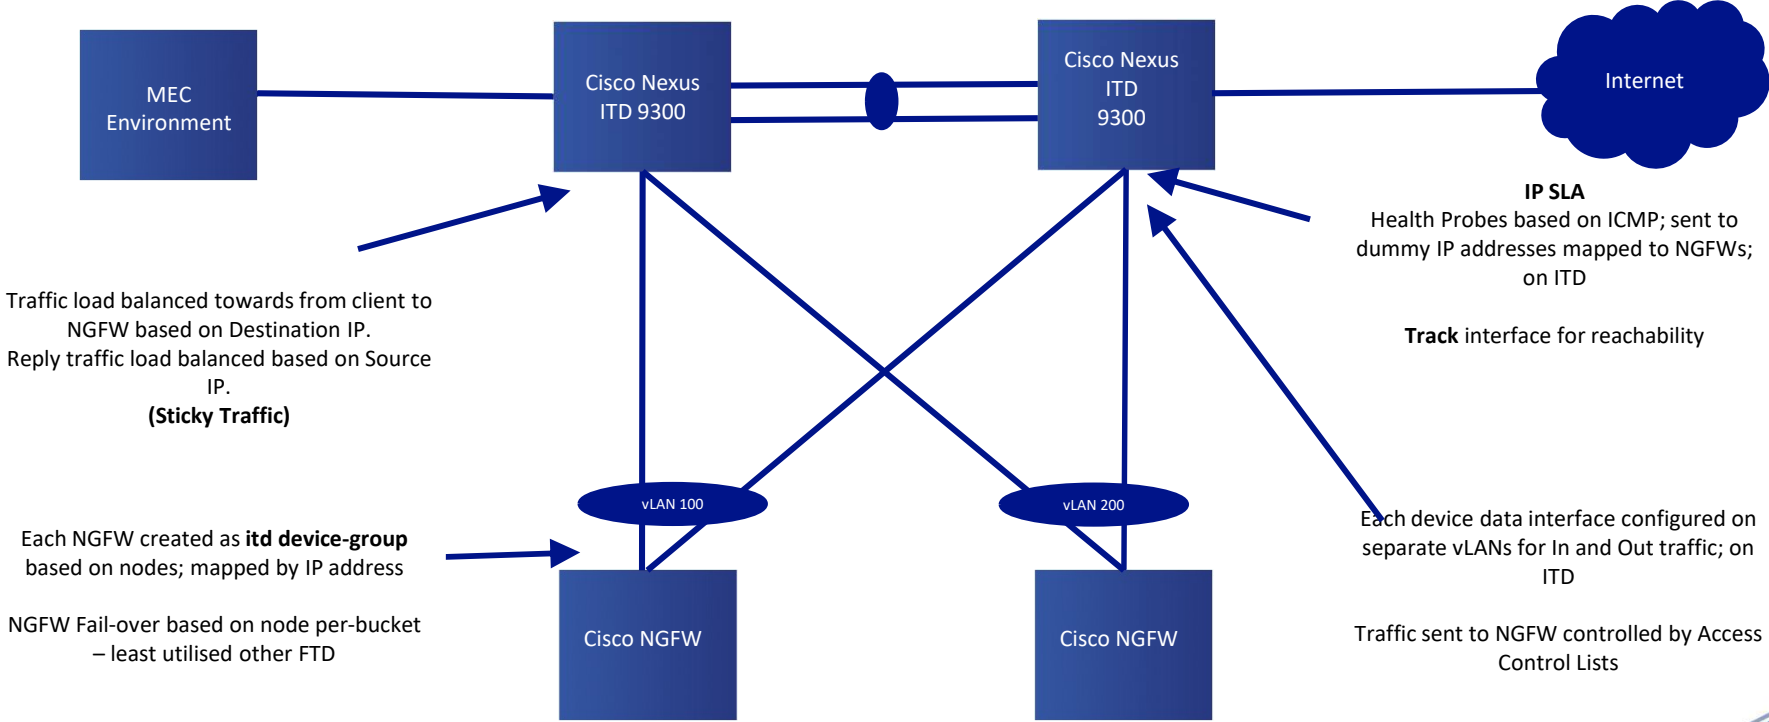 MEC
Environment
Cisco Nexus
ITD 9300
Cisco Nexus
ITD
9300
Internet
IP SLA
Health Probes based on ICMP; sent to
dummy IP addresses mapped to NGFWs;
on ITD
Track interface for reachability
Traffic load balanced towards from client to
NGFW based on Destination IP.
Reply traffic load balanced based on Source
IP.
(Sticky Traffic)
vLAN 100
vLAN 200
Each NGFW created as itd device-group
based on nodes; mapped by IP address
NGFW Fail-over based on node per-bucket
– least utilised other FTD
Each device data interface configured on
separate vLANs for In and Out traffic; on
ITD
Traffic sent to NGFW controlled by Access
Control Lists
Cisco NGFW
Cisco NGFW